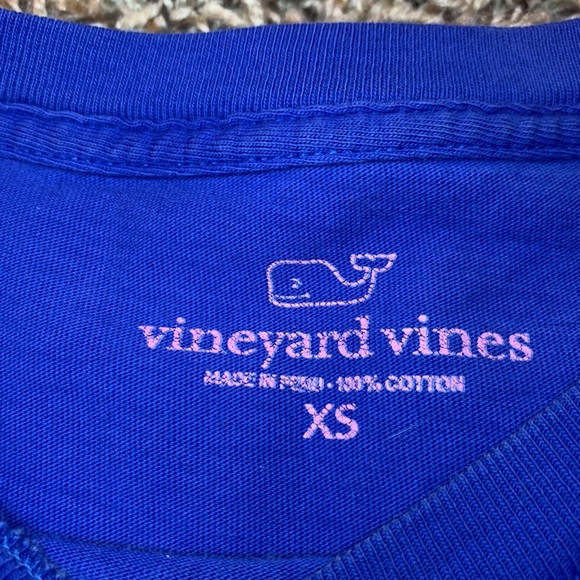 vineyard vines
MADE IN PERU • 100% COTTON
XS